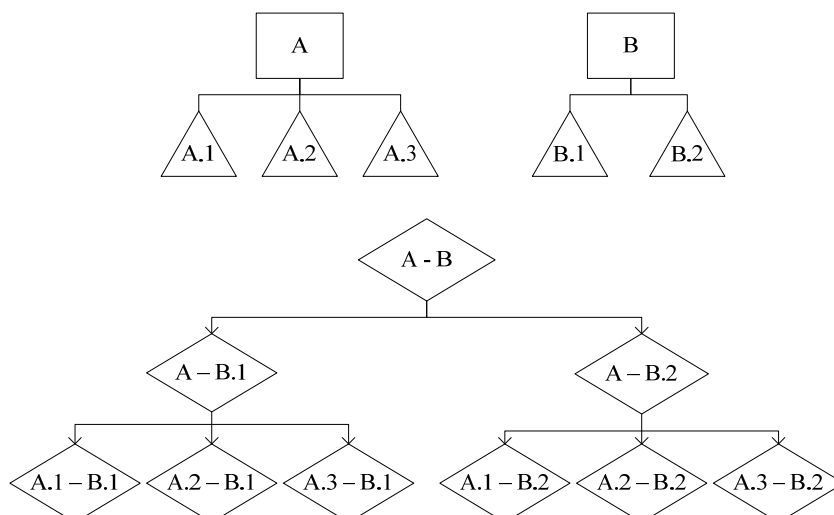 A
B
A.1
A.2
A.3
B.1
B.2
A - B
A – B.1
A – B.2
A.1 – B.1
A.2 – B.1
A.3 – B.1
A.1 – B.2
A.2 – B.2
A.3 – B.2